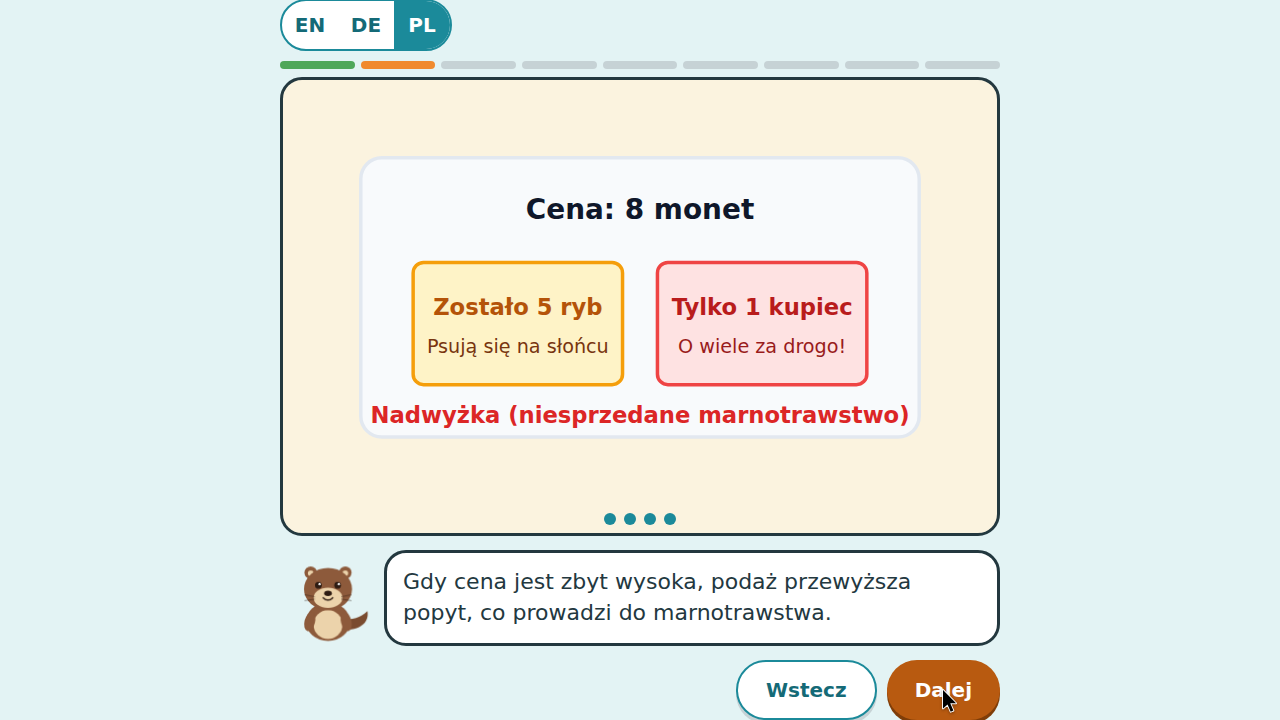 EN DE PL
Cena: 8 monet
Zostało 5 ryb
Psują się na słońcu
Tylko 1 kupiec
O wiele za drogo!
Nadwyżka (niesprzedane marnotrawstwo)
Gdy cena jest zbyt wysoka, podaż przewyższa
popyt, co prowadzi do marnotrawstwa.
Wstecz
Dalej